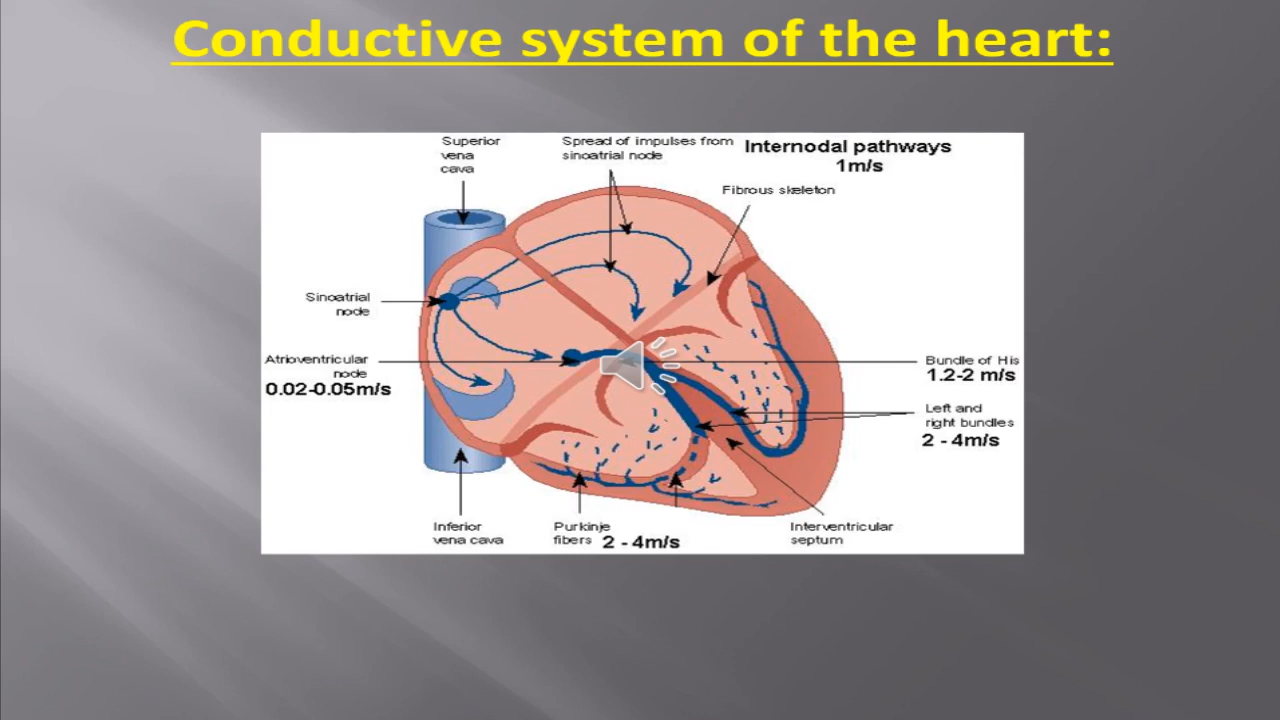 Conductive system of the heart:
Superior
vena
cava
Spread of impulses from
sinoatrial node
Internodal pathways
1m/s
Fibrous skeleton
Sinoatrial
node
Atrioventricular
node
0.02-0.05m/s
Bundle of His
1.2-2 m/s
Left and
right bundles
2 - 4m/s
Inferior
vena cava
Purkinje
fibers 2 - 4m/s
Interventricular
septum